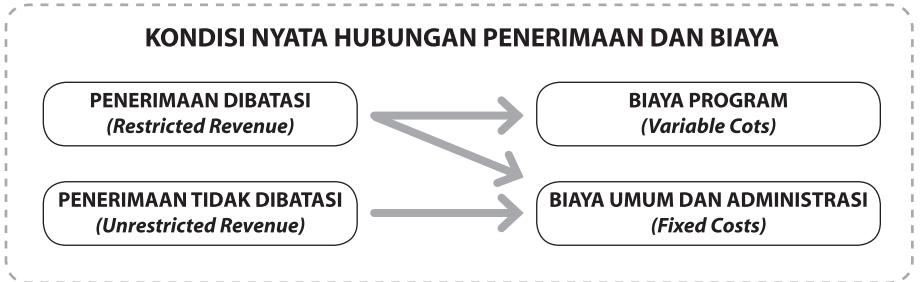 KONDISI NYATA HUBUNGAN PENERIMAAN DAN BIAYA
PENERIMAAN DIBATASI
(Restricted Revenue)
BIAYA PROGRAM
(Variable Cots)
PENERIMAAN TIDAK DIBATASI
(Unrestricted Revenue)
BIAYA UMUM DAN ADMINISTRASI
(Fixed Costs)